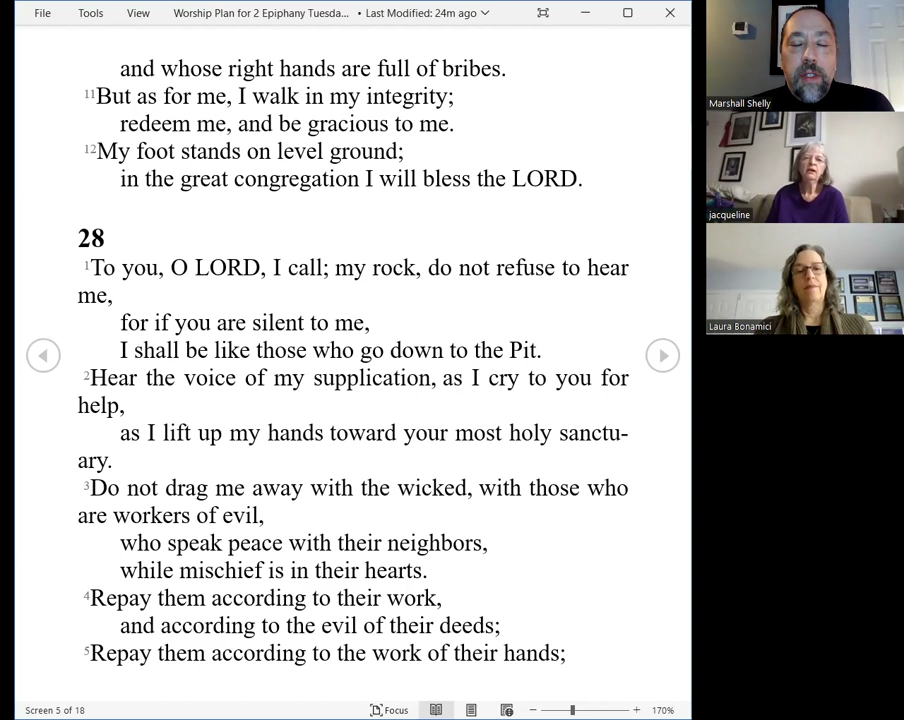 File Tools View Worship Plan for 2 Epiphany Tuesda... • Last Modified: 24m ago
and whose right hands are full of bribes.
11But as for me, I walk in my integrity;
redeem me, and be gracious to me.
12My foot stands on level ground;
in the great congregation I will bless the LORD.
28
1To you, O LORD, I call; my rock, do not refuse to hear
me,
for if you are silent to me,
I shall be like those who go down to the Pit.
2Hear the voice of my supplication, as I cry to you for
help,
as I lift up my hands toward your most holy sanctu-
ary.
3Do not drag me away with the wicked, with those who
are workers of evil,
who speak peace with their neighbors,
while mischief is in their hearts.
4Repay them according to their work,
and according to the evil of their deeds;
5Repay them according to the work of their hands;
Screen 5 of 18 Focus 170%
Marshall Shelly
jacqueline
Laura Bonamici